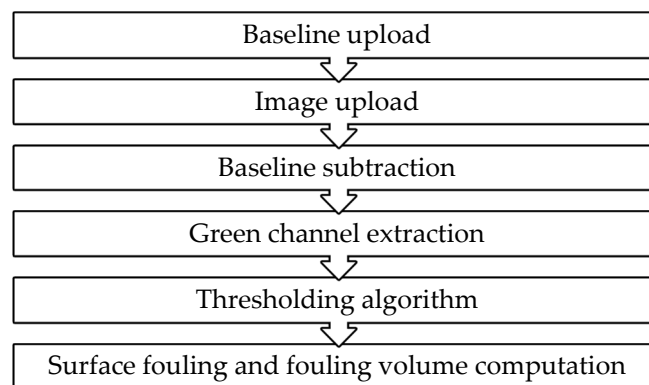 Baseline upload
Image upload
Baseline subtraction
Green channel extraction
Thresholding algorithm
Surface fouling and fouling volume computation